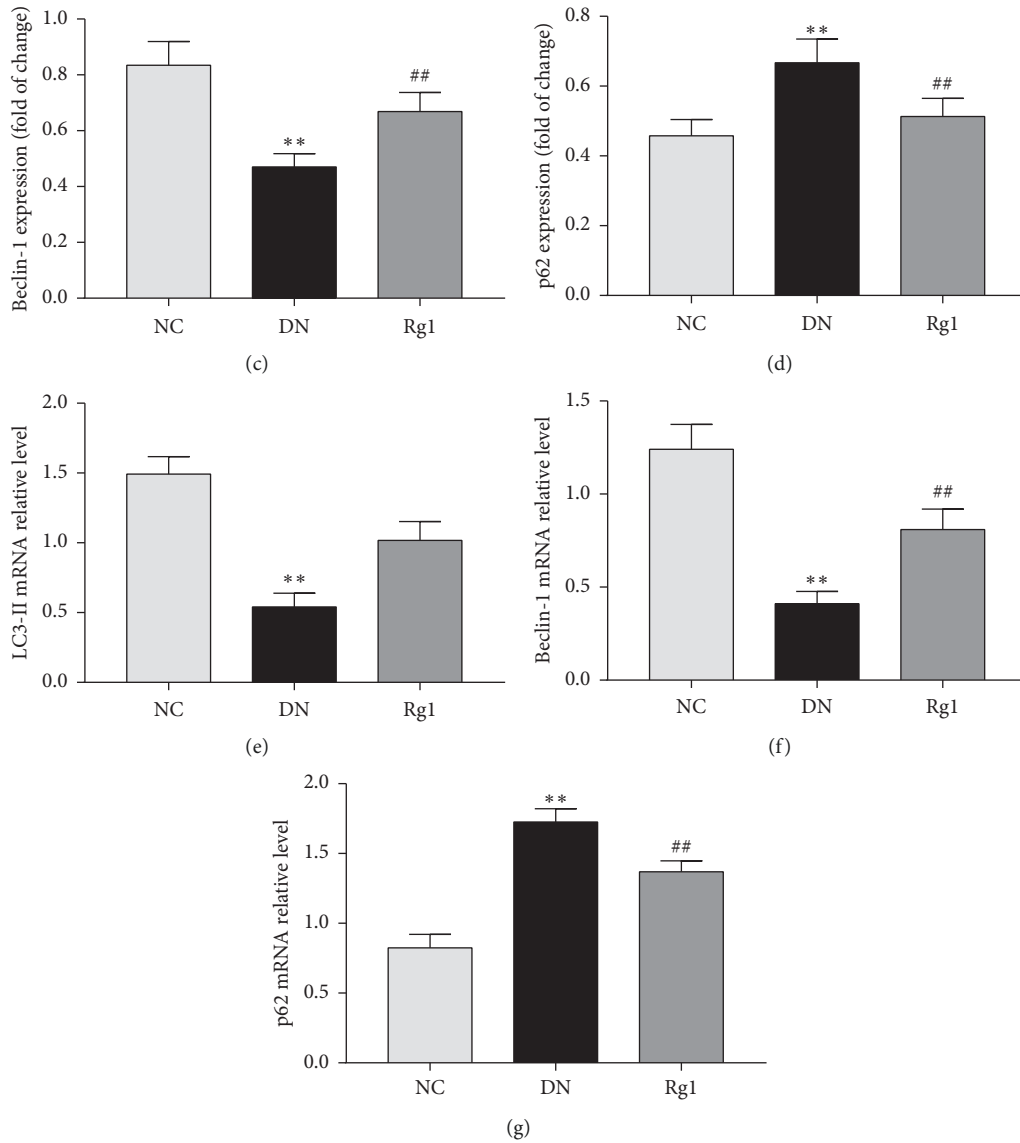 Beclin-1 expression (fold of change)
1.0
0.8
0.6
0.4
0.2
0.0
**
##
NC DN Rg1
(c)
p62 expression (fold of change)
0.8
0.6
0.4
0.2
0.0
**
##
NC DN Rg1
(d)
LC3-II mRNA relative level
2.0
1.5
1.0
0.5
0.0
**
NC DN Rg1
(e)
Beclin-1 mRNA relative level
1.5
1.0
0.5
0.0
**
##
NC DN Rg1
(f)
p62 mRNA relative level
2.0
1.5
1.0
0.5
0.0
**
##
NC DN Rg1
(g)